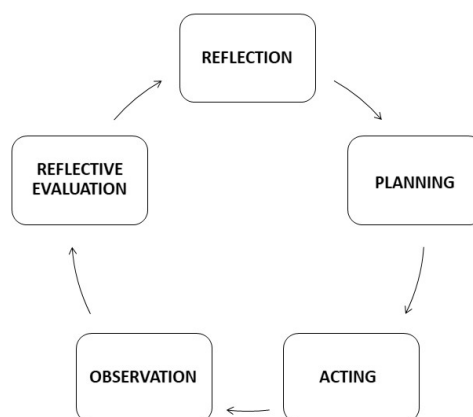 REFLECTION
PLANNING
ACTING
OBSERVATION
REFLECTIVE
EVALUATION